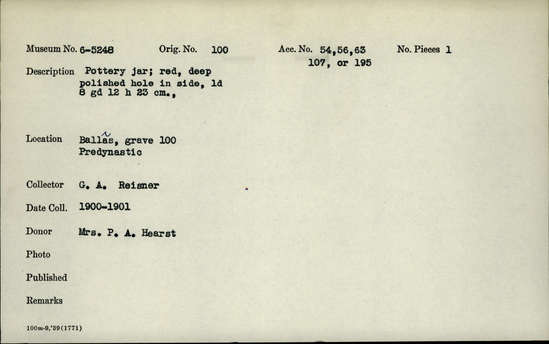 Museum No. 6-5248 Orig. No. 100 Acc. No. 54,56,63 No. Pieces 1
107, or 195
Description Pottery jar; red, deep
polished hole in side, ld
8 gd 12 h 23 cm.,
Location Ballâs, grave 100
Predynastic
Collector G. A. Reisner
Date Coll. 1900-1901
Donor Mrs. P. A. Hearst
Photo
Published
Remarks
100m-9,'39(1771)